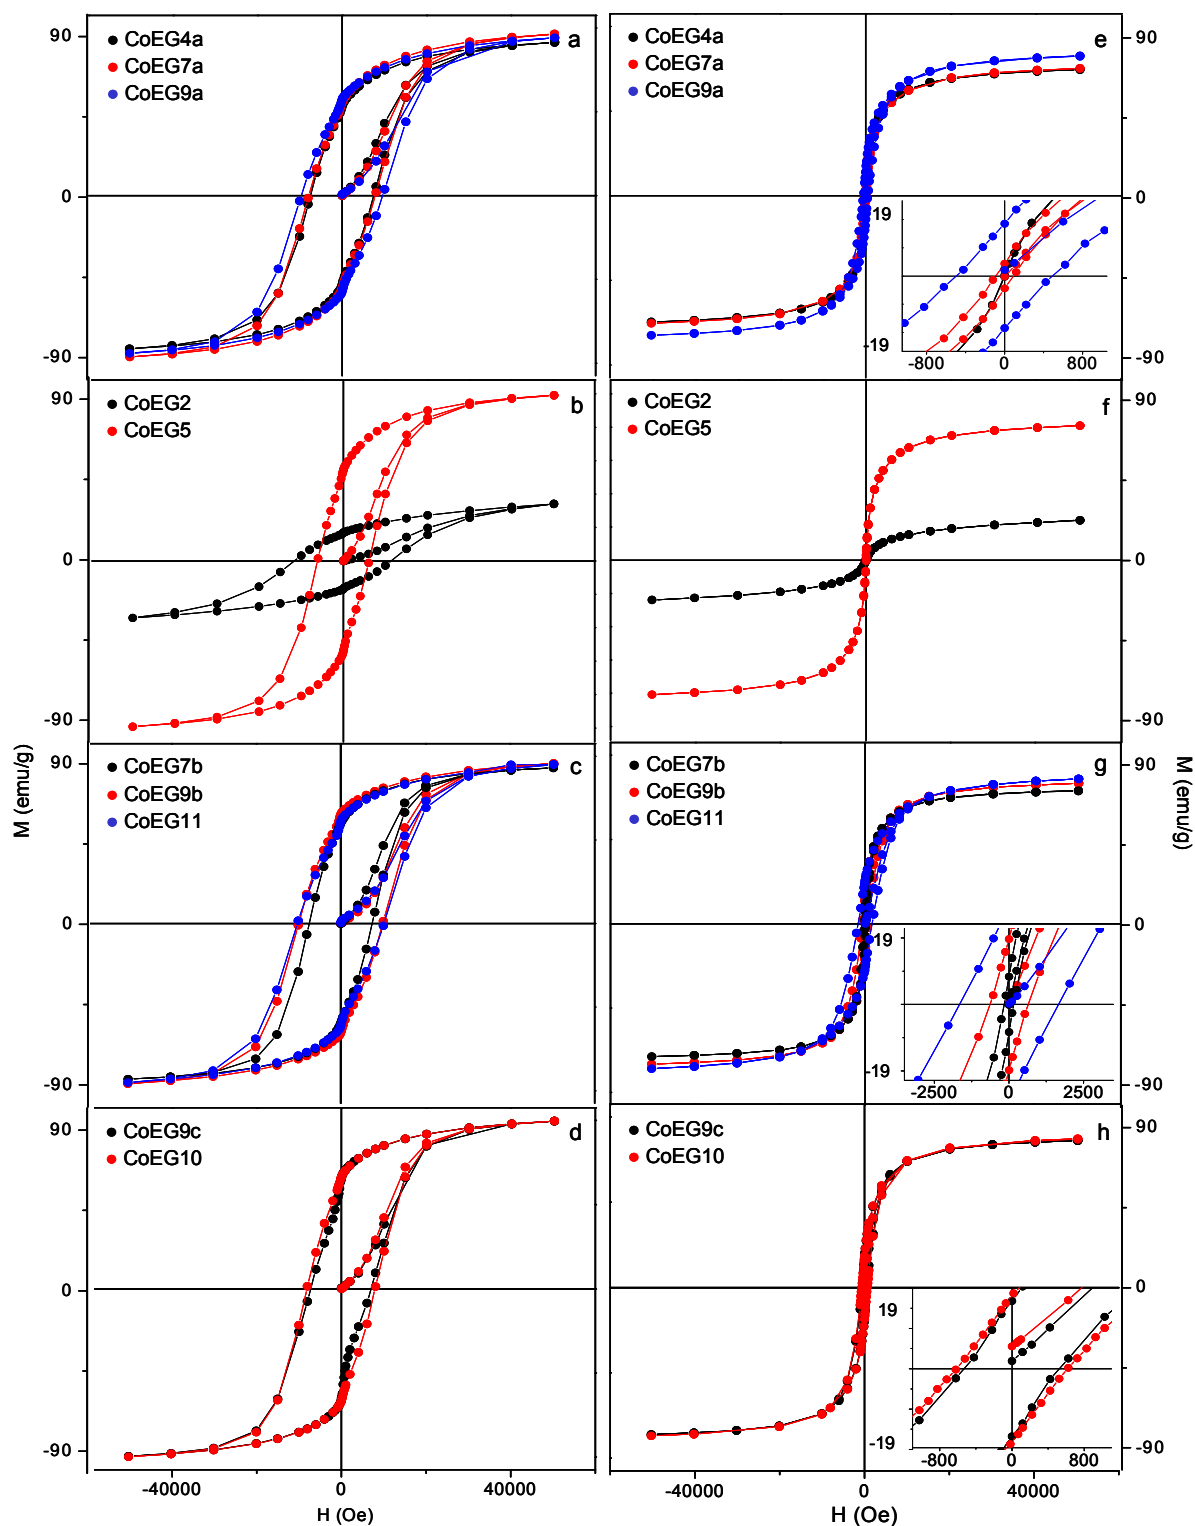 CoEG4a
CoEG7a
CoEG9a
a
90
0
-90
CoEG4a
CoEG7a
CoEG9a
e
90
0
-90
19
-19
-800 0 800
CoEG2
CoEG5
b
90
0
-90
CoEG2
CoEG5
f
90
0
-90
M (emu/g)
CoEG7b
CoEG9b
CoEG11
c
90
0
-90
CoEG7b
CoEG9b
CoEG11
g
90
0
-90
M (emu/g)
19
-19
-2500 0 2500
CoEG9c
CoEG10
d
90
0
-90
-40000 0 40000
H (Oe)
CoEG9c
CoEG10
h
90
0
-90
19
-19
-800 0 800
-40000 0 40000
H (Oe)